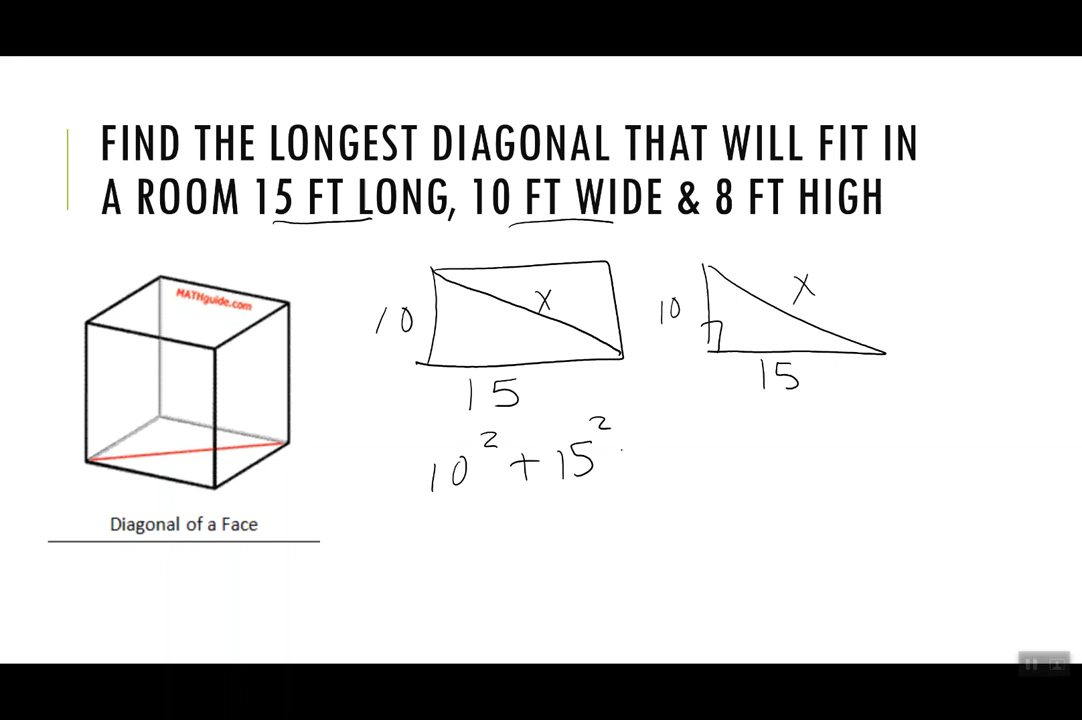 FIND THE LONGEST DIAGONAL THAT WILL FIT IN
A ROOM 15 FT LONG, 10 FT WIDE & 8 FT HIGH
MATHguide.com
Diagonal of a Face
10
x
15
10
x
15
10² + 15²